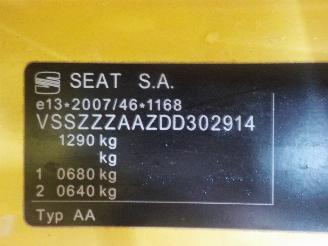 SEAT S.A.
e13*2007/46*1168
VSSZZZAAZDD302914
1290 kg
kg
1 0680 kg
2 0640 kg
Typ AA